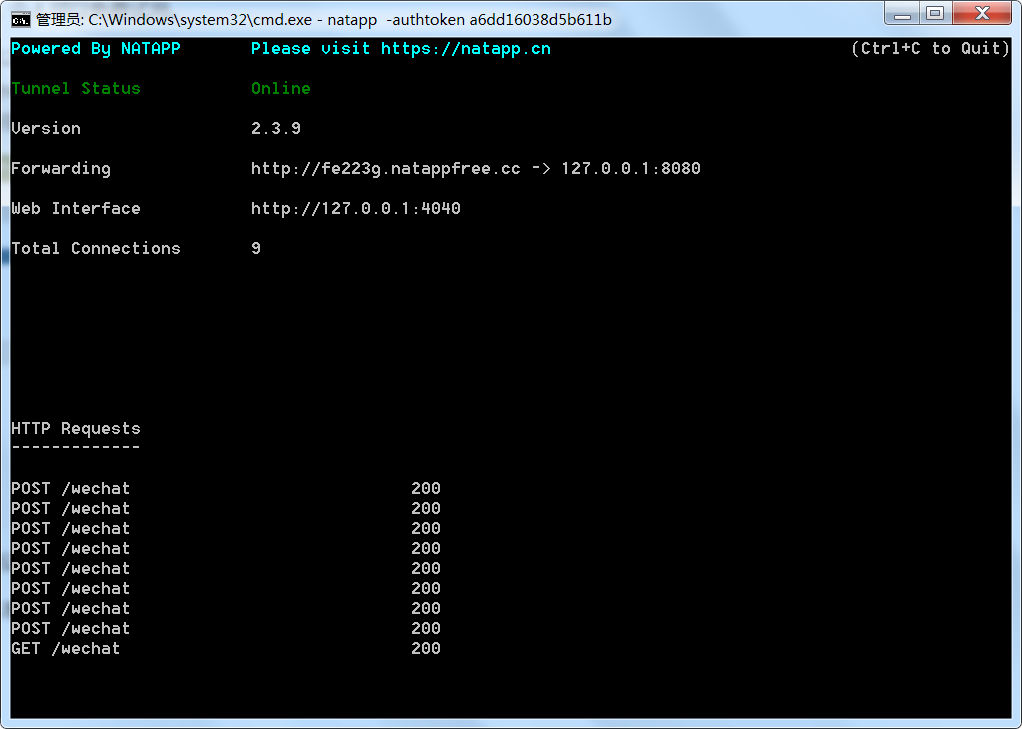 管理员: C:\Windows\system32\cmd.exe - natapp  -authtoken a6dd16038d5b611b
Powered By NATAPP Please visit https://natapp.cn (Ctrl+C to Quit)
Tunnel Status Online
Version 2.3.9
Forwarding http://fe223g.natappfree.cc -> 127.0.0.1:8080
Web Interface http://127.0.0.1:4040
Total Connections 9
HTTP Requests
-------------
POST /wechat 200
POST /wechat 200
POST /wechat 200
POST /wechat 200
POST /wechat 200
POST /wechat 200
POST /wechat 200
POST /wechat 200
GET /wechat 200